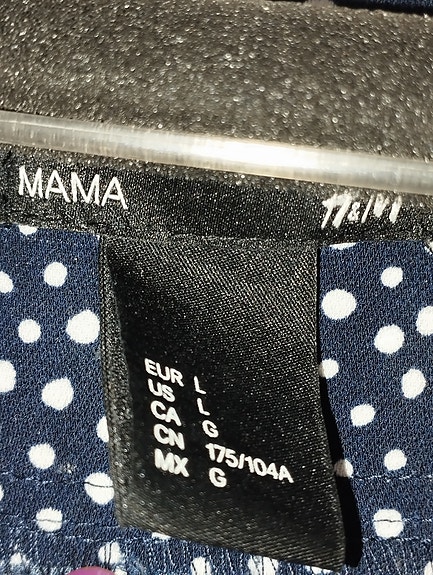 MAMA H&M
EUR L
US L
CA G
CN 175/104A
MX G